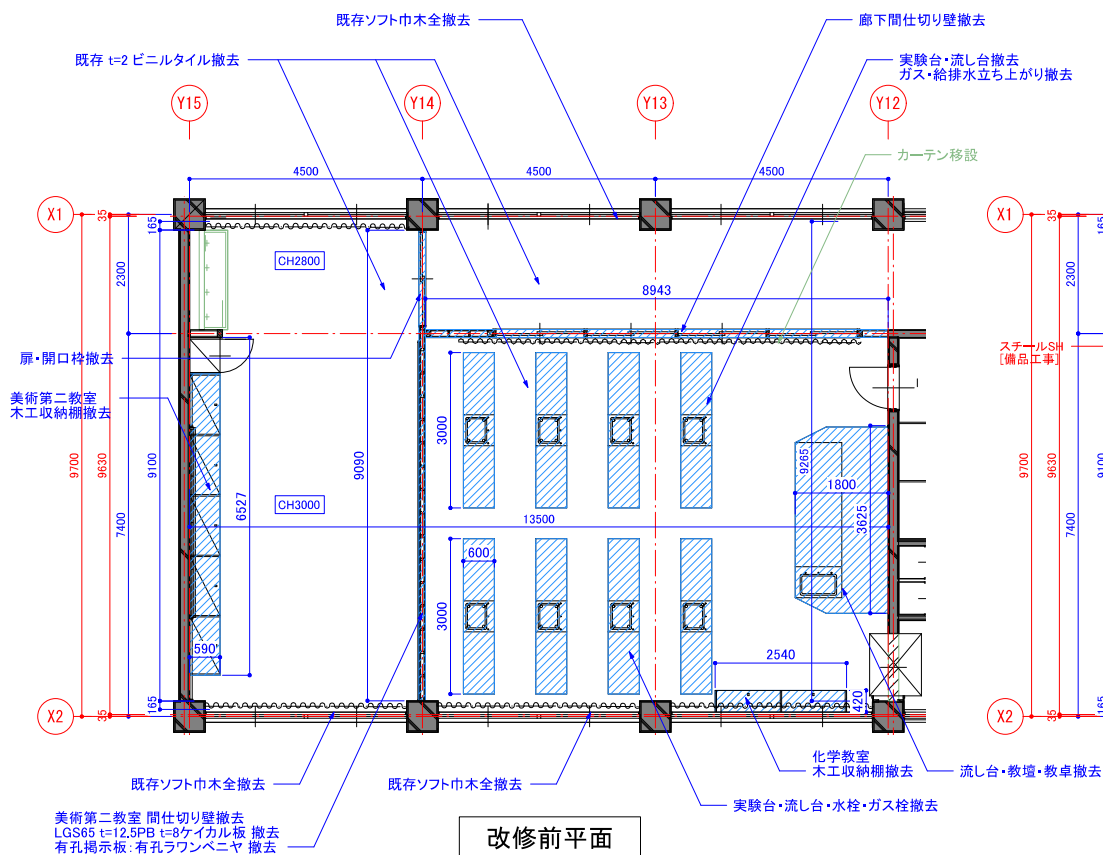 既存ソフト巾木全撤去
廊下間仕切り壁撤去
既存 t=2 ビニルタイル撤去
実験台・流し台撤去
ガス・給排水立ち上がり撤去
Y15
Y14
Y13
Y12
カーテン移設
4500
4500
4500
X1
35
165
X1
35
165
CH2800
2300
8943
2300
扉・開口枠撤去
スチールSH
[備品工事]
美術第二教室
木工収納棚撤去
3000
9700
9630
9100
9090
9265
1800
9700
9630
9100
6527
CH3000
3625
7400
13500
7400
600
3000
590
2540
165
420
165
X2
35
X2
35
化学教室
木工収納棚撤去
既存ソフト巾木全撤去
既存ソフト巾木全撤去
流し台・教壇・教卓撤去
実験台・流し台・水栓・ガス栓撤去
美術第二教室 間仕切り壁撤去
LGS65 t=12.5PB t=8ケイカル板 撤去
有孔掲示板:有孔ラワンベニヤ 撤去
改修前平面